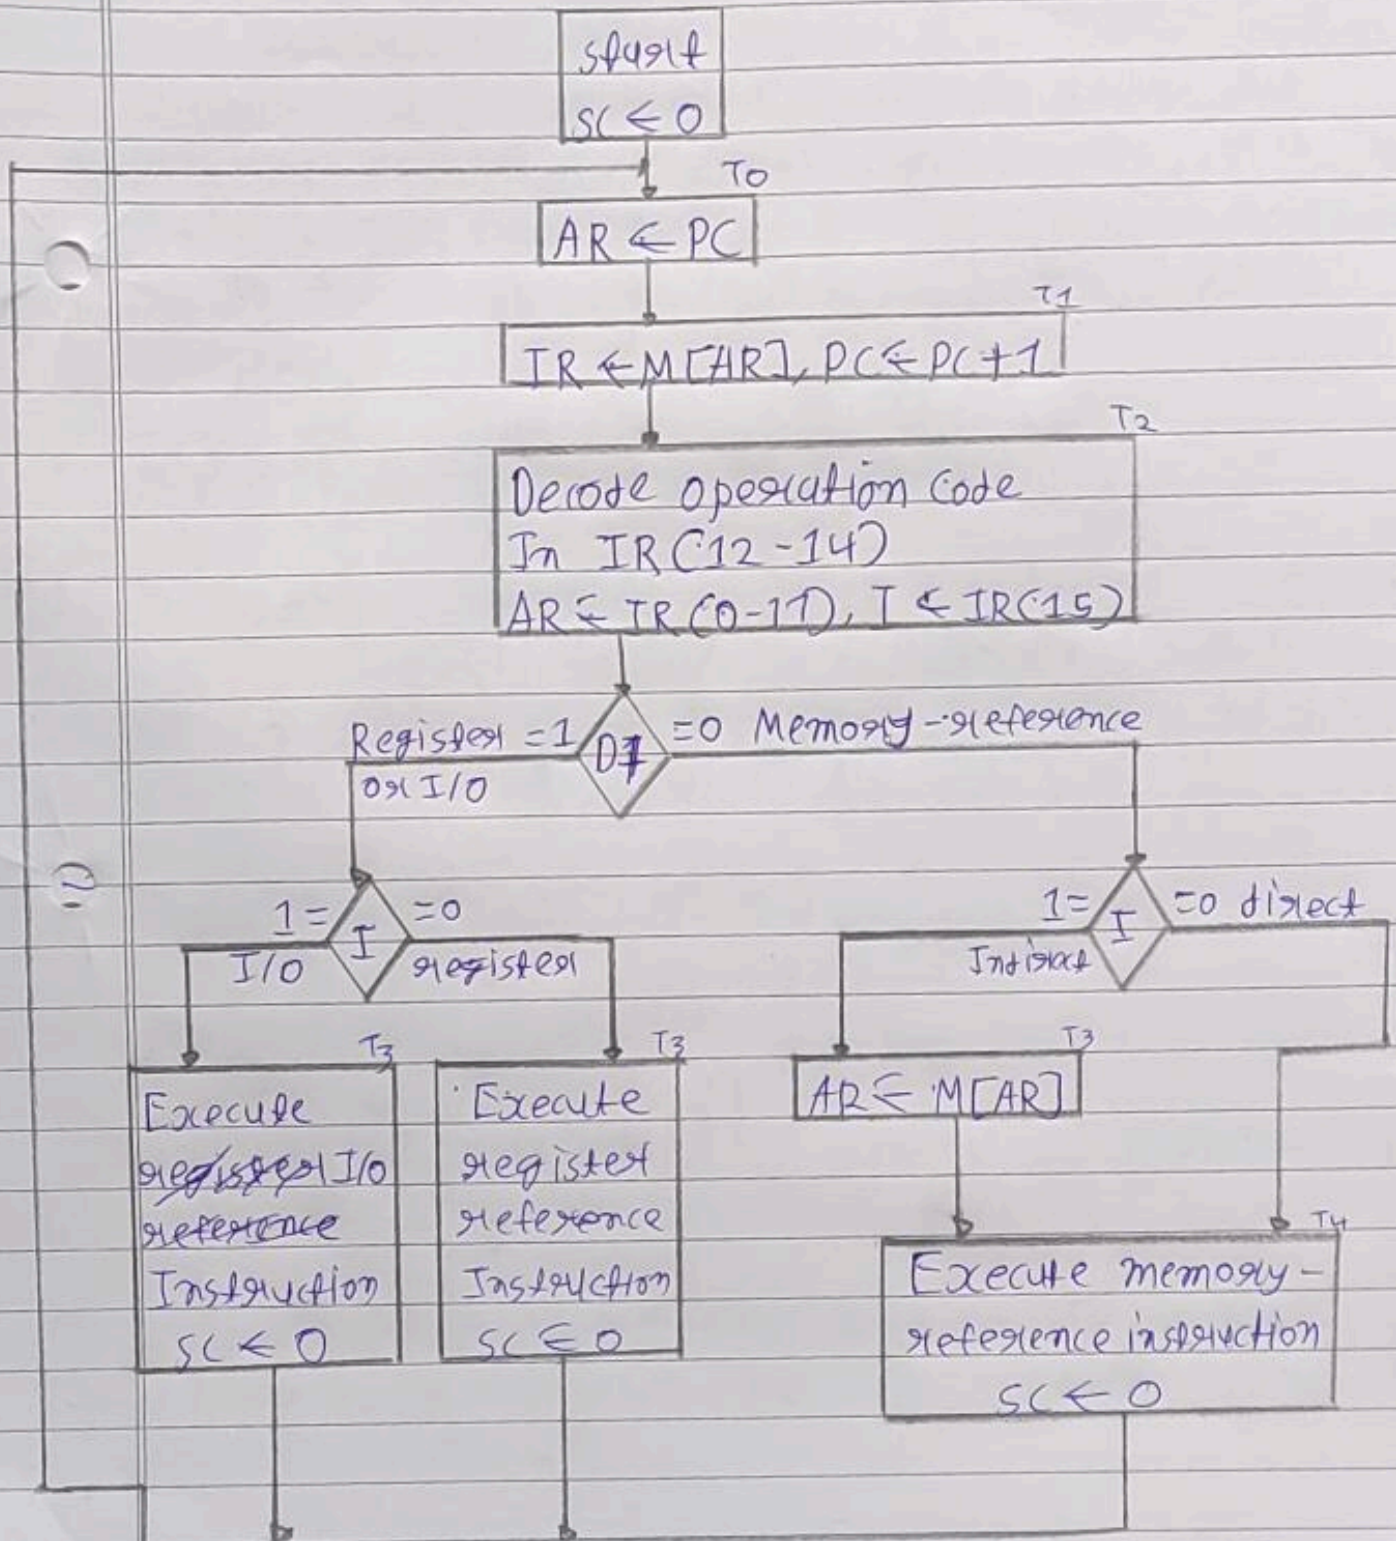 Start
SC ← 0
T0
AR ← PC
T1
IR ← M[AR], PC ← PC + 1
T2
Decode operation code
In IR (12-14)
AR ← IR (0-11), I ← IR(15)
Register = 1
or I/O
D7
=0 Memory-reference
1=
I/O
I
=0
register
1=
Indirect
I
=0 direct
T3
Execute
register I/O
reference
Instruction
SC ← 0
T3
Execute
register
reference
Instruction
SC ← 0
T3
AR ← M[AR]
T4
Execute memory-
reference instruction
SC ← 0